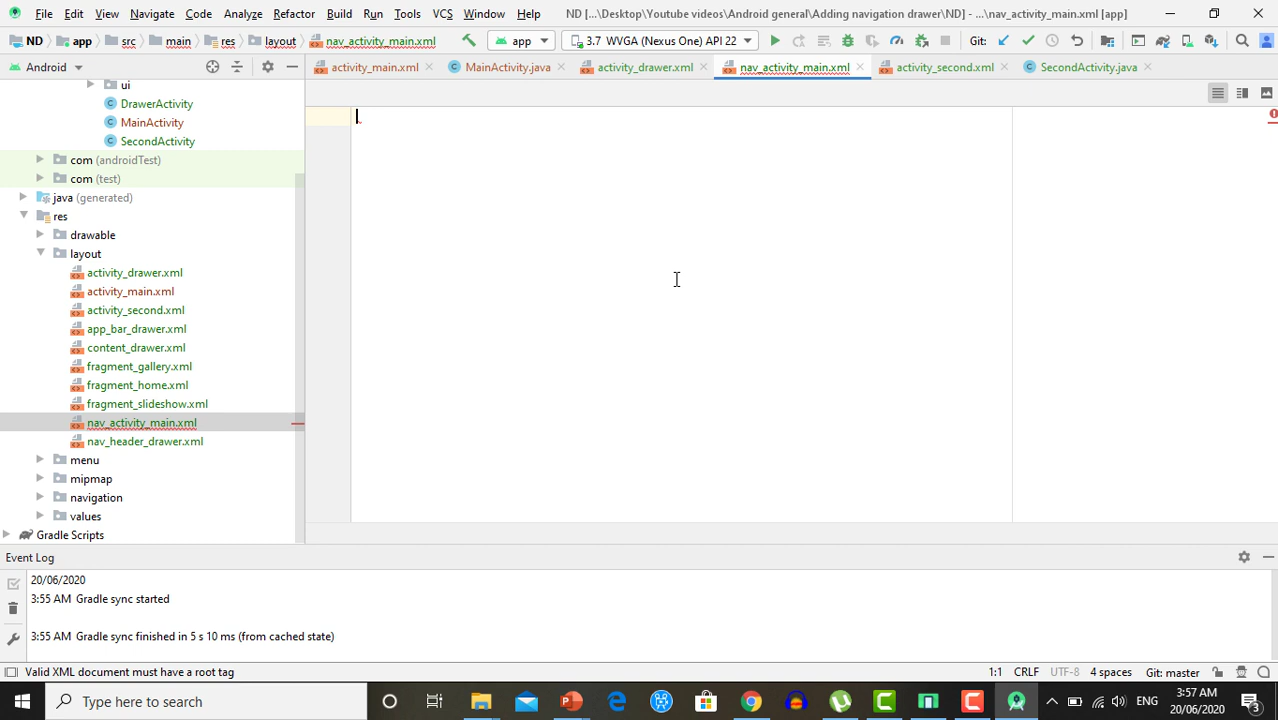 File Edit View Navigate Code Analyze Refactor Build Run Tools VCS Window Help ND [...\Desktop\Youtube videos\Android general\Adding navigation drawer\ND] - ...\nav_activity_main.xml [app]
ND app src main res layout nav_activity_main.xml app 3.7 WVGA (Nexus One) API 22 Git:
Android activity_main.xml MainActivity.java activity_drawer.xml nav_activity_main.xml activity_second.xml SecondActivity.java
ui
DrawerActivity
MainActivity
SecondActivity
com (androidTest)
com (test)
java (generated)
res
drawable
layout
activity_drawer.xml
activity_main.xml
activity_second.xml
app_bar_drawer.xml
content_drawer.xml
fragment_gallery.xml
fragment_home.xml
fragment_slideshow.xml
nav_activity_main.xml
nav_header_drawer.xml
menu
mipmap
navigation
values
Gradle Scripts
Event Log
20/06/2020
3:55 AM Gradle sync started
3:55 AM Gradle sync finished in 5 s 10 ms (from cached state)
Valid XML document must have a root tag 1:1 CRLF UTF-8 4 spaces Git: master
Type here to search ENG 3:57 AM
20/06/2020 3